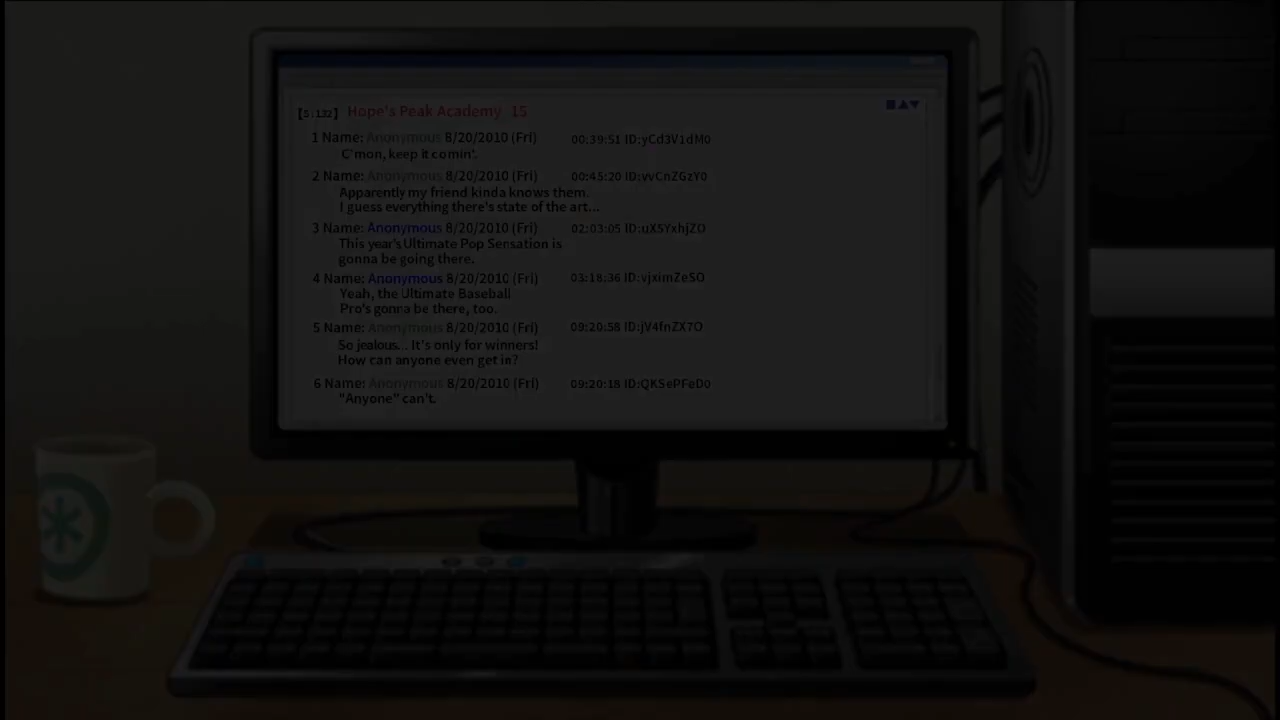 [5.132] Hope's Peak Academy 15
1 Name: Anonymous 8/20/2010 (Fri) 00:39:51 ID:yCd3V1dM0
C'mon, keep it comin'.
2 Name: Anonymous 8/20/2010 (Fri) 00:45:20 ID:vvCnZGzY0
Apparently my friend kinda knows them.
I guess everything there's state of the art...
3 Name: Anonymous 8/20/2010 (Fri) 02:03:05 ID:uX5YxhjZO
This year's Ultimate Pop Sensation is
gonna be going there.
4 Name: Anonymous 8/20/2010 (Fri) 03:18:36 ID:vjximZeSO
Yeah, the Ultimate Baseball
Pro's gonna be there, too.
5 Name: Anonymous 8/20/2010 (Fri) 09:20:58 ID:jV4fnZX7O
So jealous... It's only for winners!
How can anyone even get in?
6 Name: Anonymous 8/20/2010 (Fri) 09:20:18 ID:QKSePFeD0
"Anyone" can't.